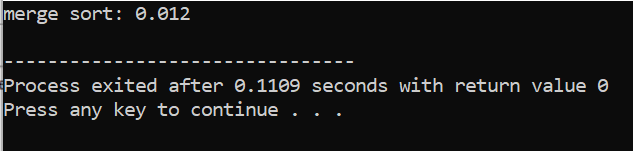 merge sort: 0.012
--------------------------------
Process exited after 0.1109 seconds with return value 0
Press any key to continue . . .